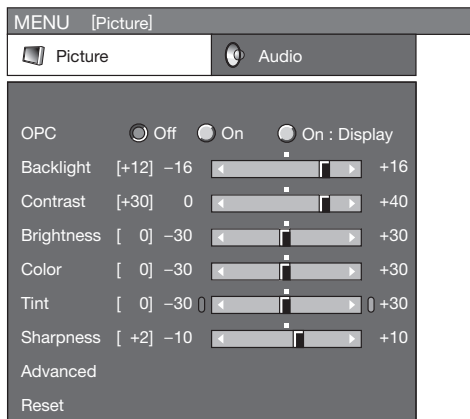 MENU [Picture]
Picture Audio
OPC Off On On : Display
Backlight [+12] −16 +16
Contrast [+30] 0 +40
Brightness [ 0] −30 +30
Color [ 0] −30 +30
Tint [ 0] −30 +30
Sharpness [ +2] −10 +10
Advanced
Reset